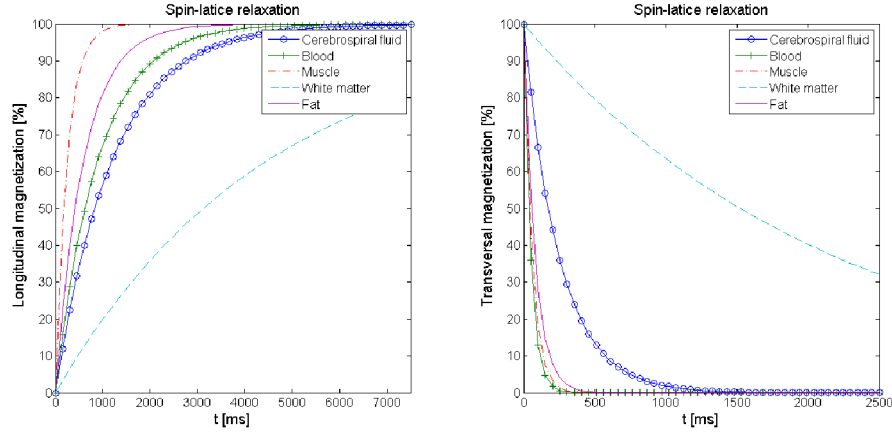 Spin-latice relaxation
100
90
80
70
60
50
40
30
20
10
0
Longitudinal magnetization [%]
Cerebrospiral fluid
Blood
Muscle
White matter
Fat
0
1000
2000
3000
4000
5000
6000
7000
t [ms]
Spin-latice relaxation
100
90
80
70
60
50
40
30
20
10
0
Transversal magnetization [%]
Cerebrospiral fluid
Blood
Muscle
White matter
Fat
0
500
1000
1500
2000
2500
t [ms]